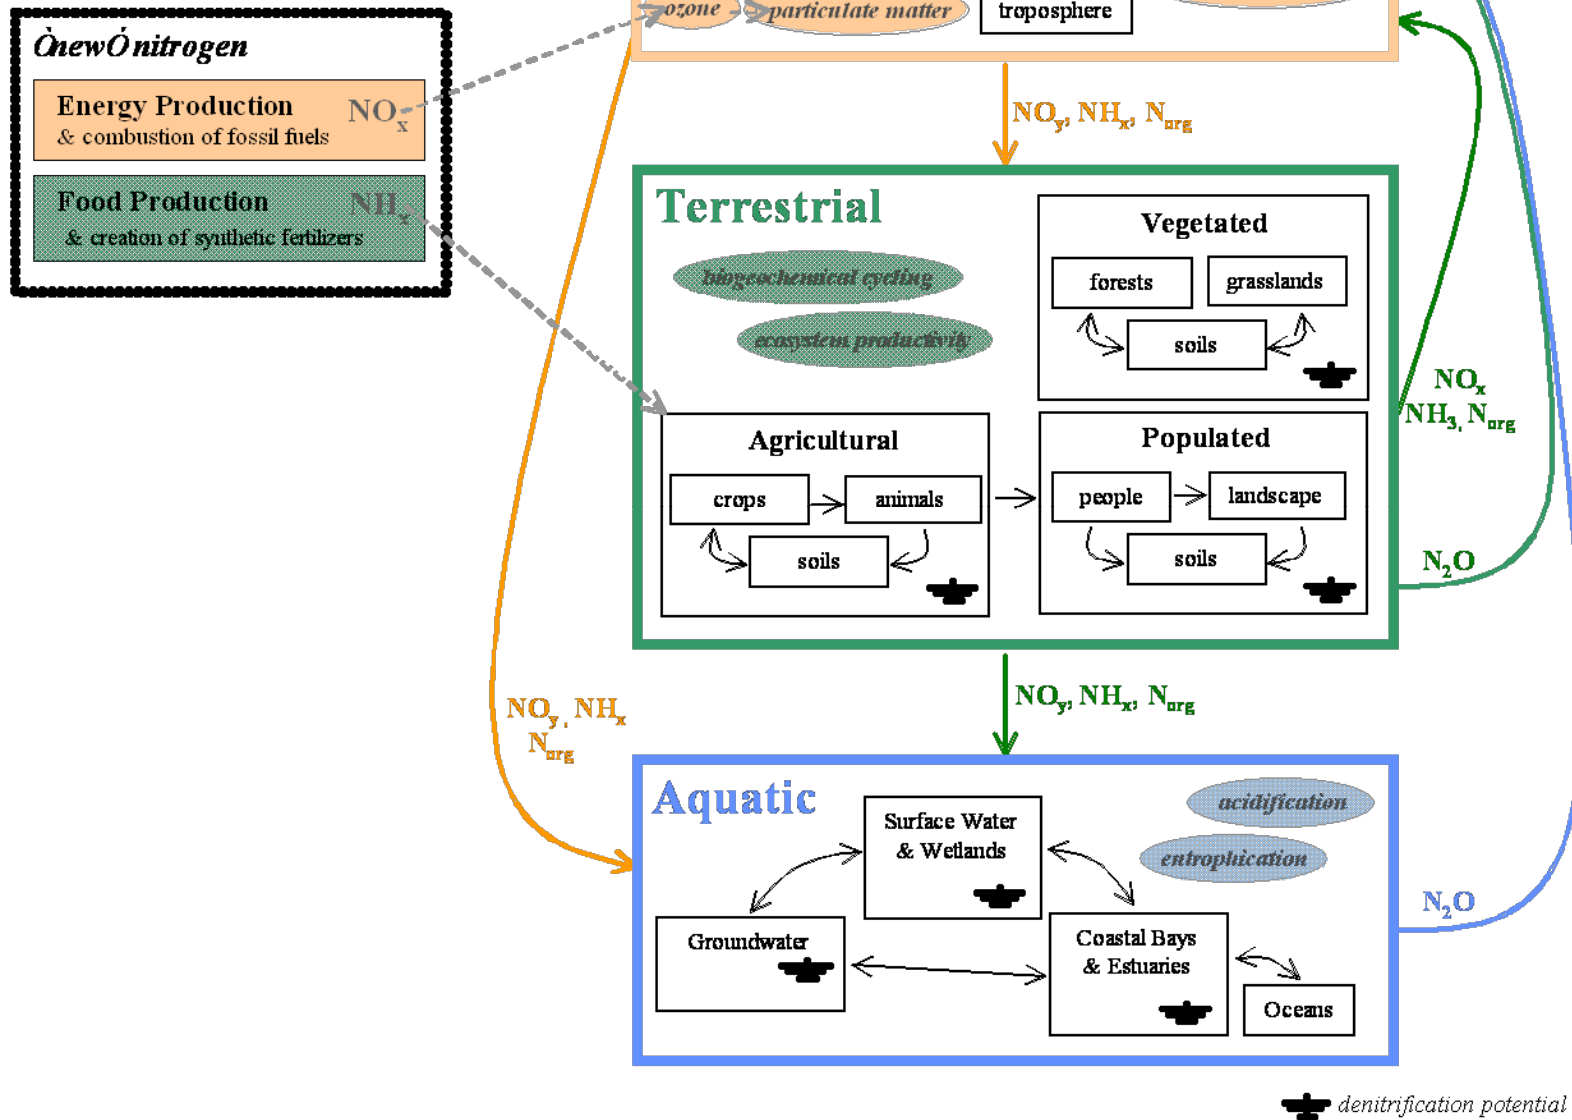 ozone
particulate matter
troposphere
ÒnewÓ nitrogen
Energy Production
& combustion of fossil fuels
NOx
Food Production
& creation of synthetic fertilizers
NHx
NOy, NHx, Norg
Terrestrial
biogeochemical cycling
ecosystem productivity
Vegetated
forests
grasslands
soils
NOx
NH3, Norg
Agricultural
crops
animals
soils
Populated
people
landscape
soils
N2O
NOy, NHx
Norg
NOy, NHx, Norg
Aquatic
acidification
entrophication
Surface Water
& Wetlands
Groundwater
Coastal Bays
& Estuaries
Oceans
N2O
denitrification potential